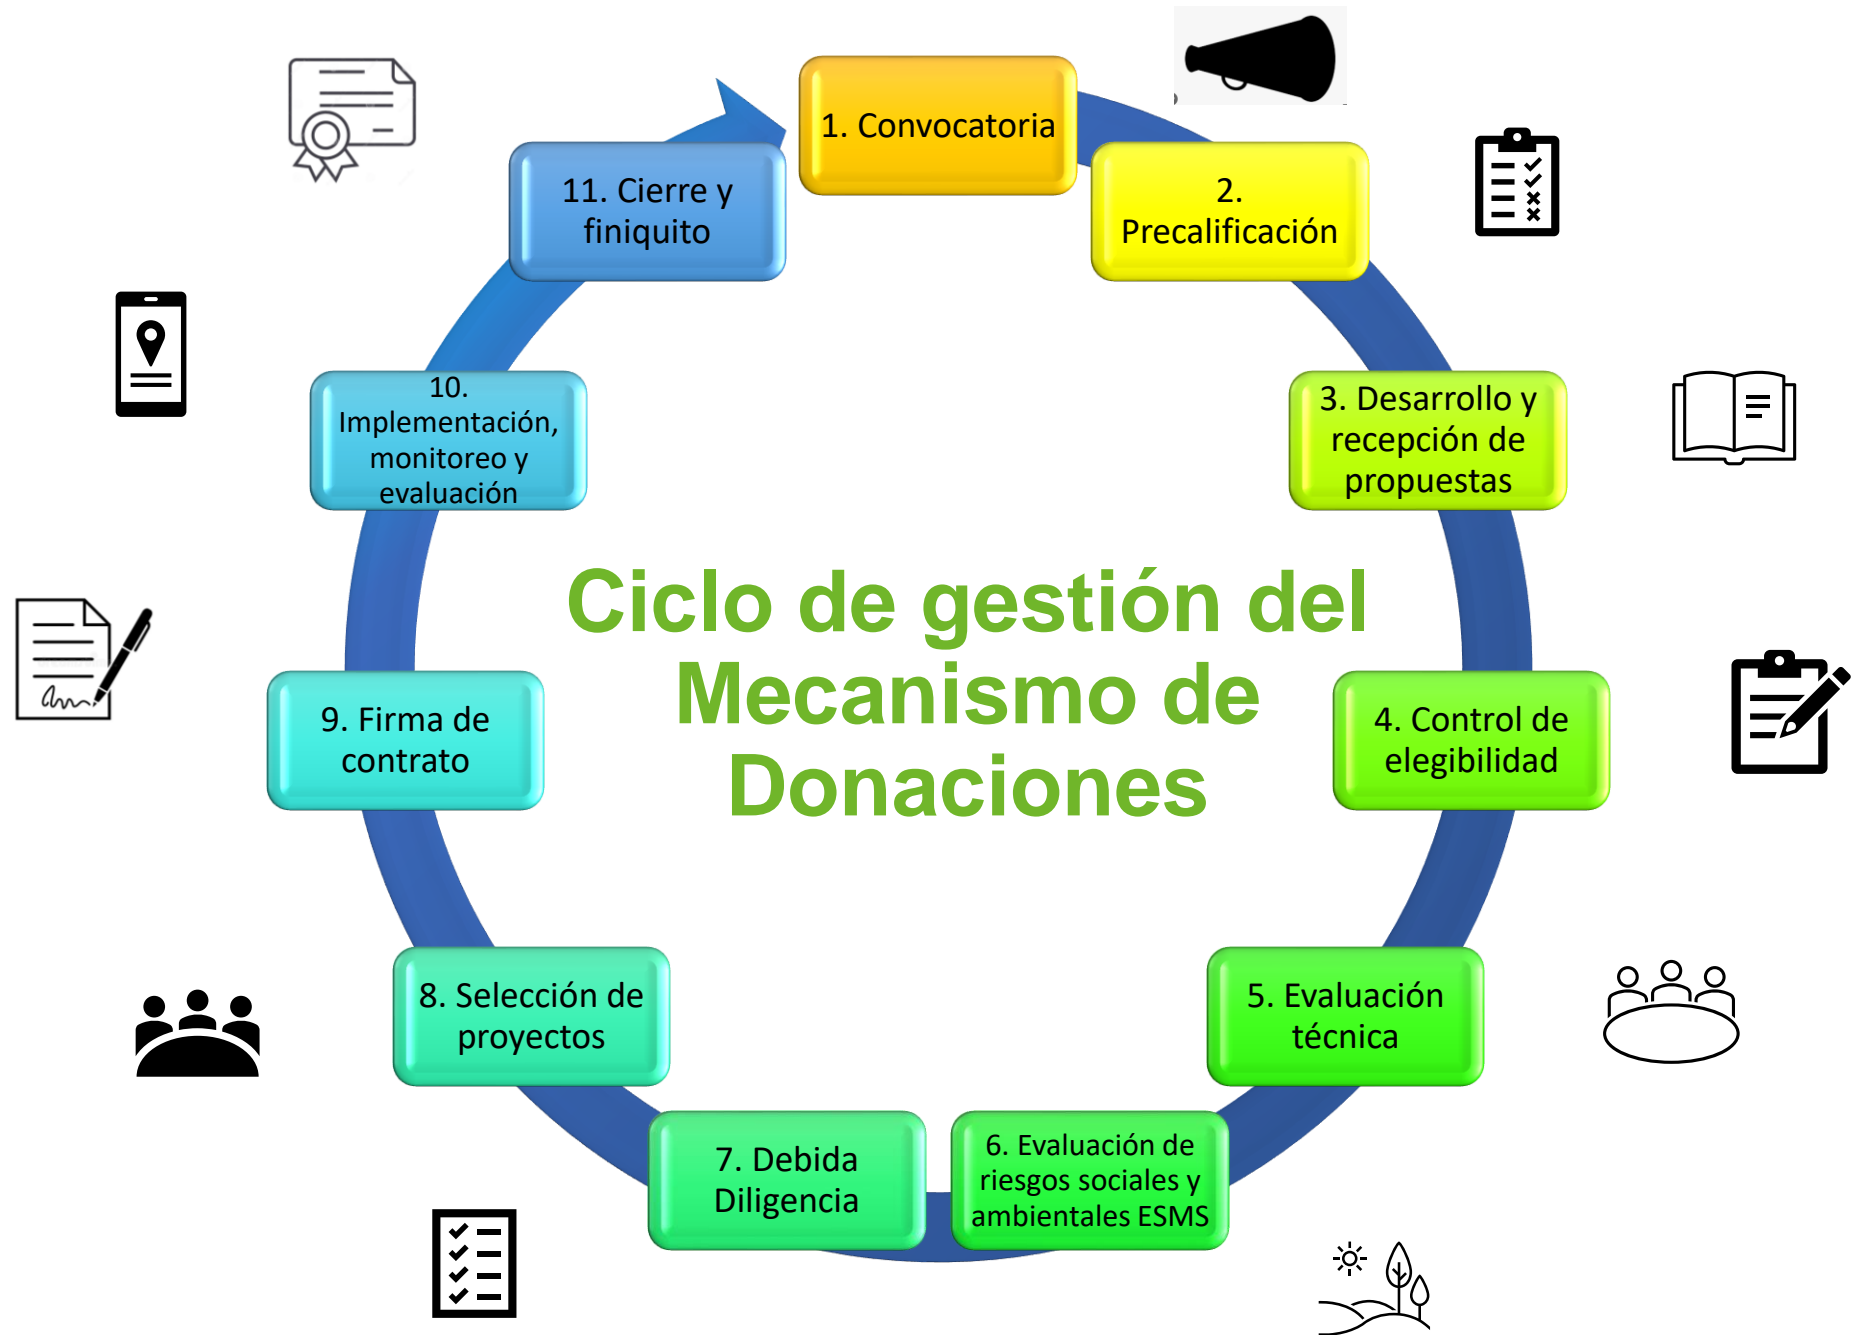 1. Convocatoria
2.
Precalificación
3. Desarrollo y
recepción de
propuestas
4. Control de
elegibilidad
5. Evaluación
técnica
6. Evaluación de
riesgos sociales y
ambientales ESMS
7. Debida
Diligencia
8. Selección de
proyectos
9. Firma de
contrato
10.
Implementación,
monitoreo y
evaluación
11. Cierre y
finiquito
Ciclo de gestión del
Mecanismo de
Donaciones